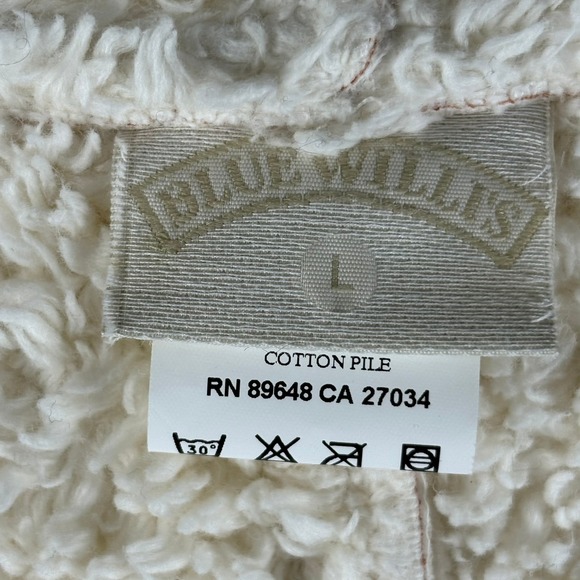 BLUE WILLIS
L
COTTON PILE
RN 89648 CA 27034
30°